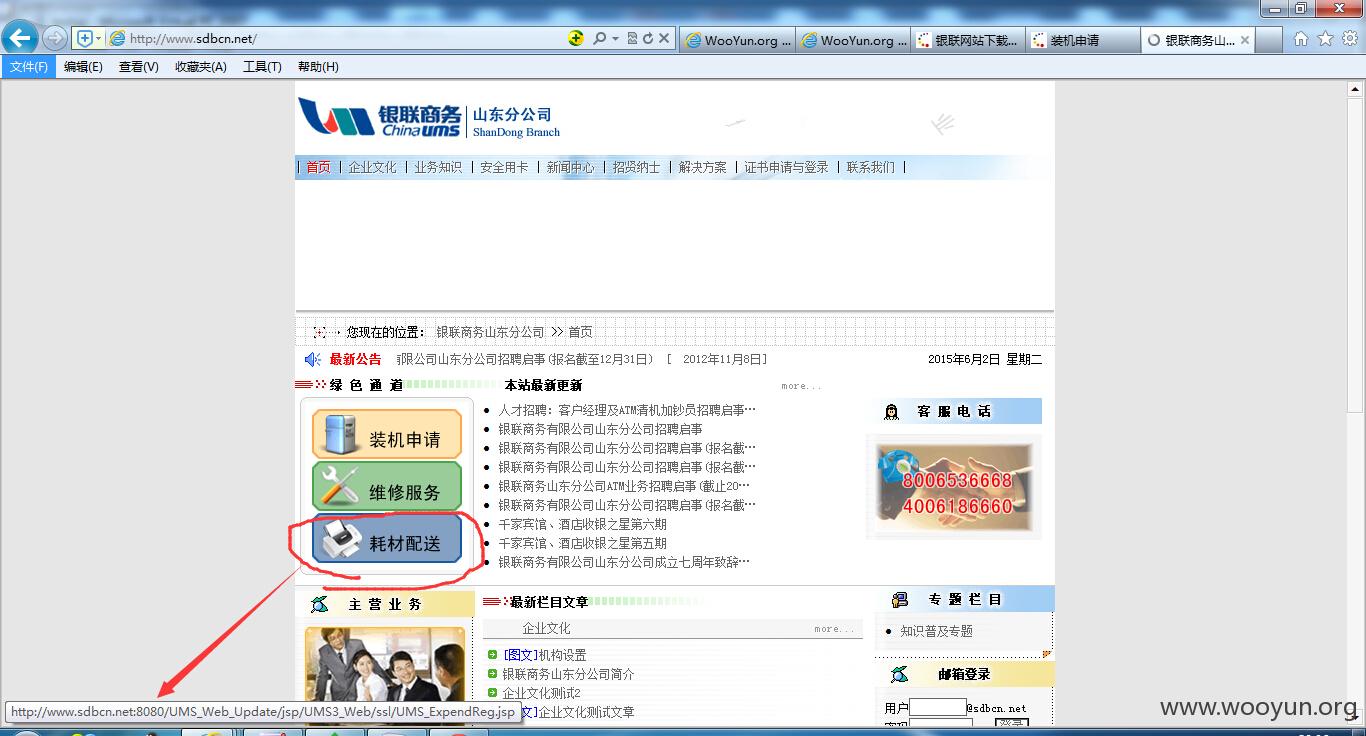 http://www.sdbcn.net/
WooYun.org ...
WooYun.org ...
银联网站下载...
装机申请
银联商务山...
文件(F) 编辑(E) 查看(V) 收藏夹(A) 工具(T) 帮助(H)
银联商务 山东分公司
Chinaums ShanDong Branch
首页 | 企业文化 | 业务知识 | 安全用卡 | 新闻中心 | 招贤纳士 | 解决方案 | 证书申请与登录 | 联系我们 |
您现在的位置： 银联商务山东分公司 >> 首页
最新公告 限公司山东分公司招聘启事(报名截至12月31日) [ 2012年11月8日]
2015年6月2日 星期二
绿色通道
装机申请
维修服务
耗材配送
本站最新更新 more...
人才招聘：客户经理及ATM清机加钞员招聘启事…
银联商务有限公司山东分公司招聘启事
银联商务有限公司山东分公司招聘启事(报名截…
银联商务有限公司山东分公司招聘启事(报名截…
银联商务山东分公司ATM业务招聘启事(截止20…
银联商务有限公司山东分公司招聘启事(报名截…
千家宾馆、酒店收银之星第六期
千家宾馆、酒店收银之星第五期
银联商务有限公司山东分公司成立七周年致辞…
客服电话
8006536668
4006186660
主营业务
最新栏目文章
企业文化 more...
[图文]机构设置
银联商务山东分公司简介
企业文化测试2
文]企业文化测试文章
专题栏目
知识普及专题
邮箱登录
用户 @sdbcn.net
http://www.sdbcn.net:8080/UMS_Web_Update/jsp/UMS3_Web/ssl/UMS_ExpendReg.jsp
www.wooyun.org